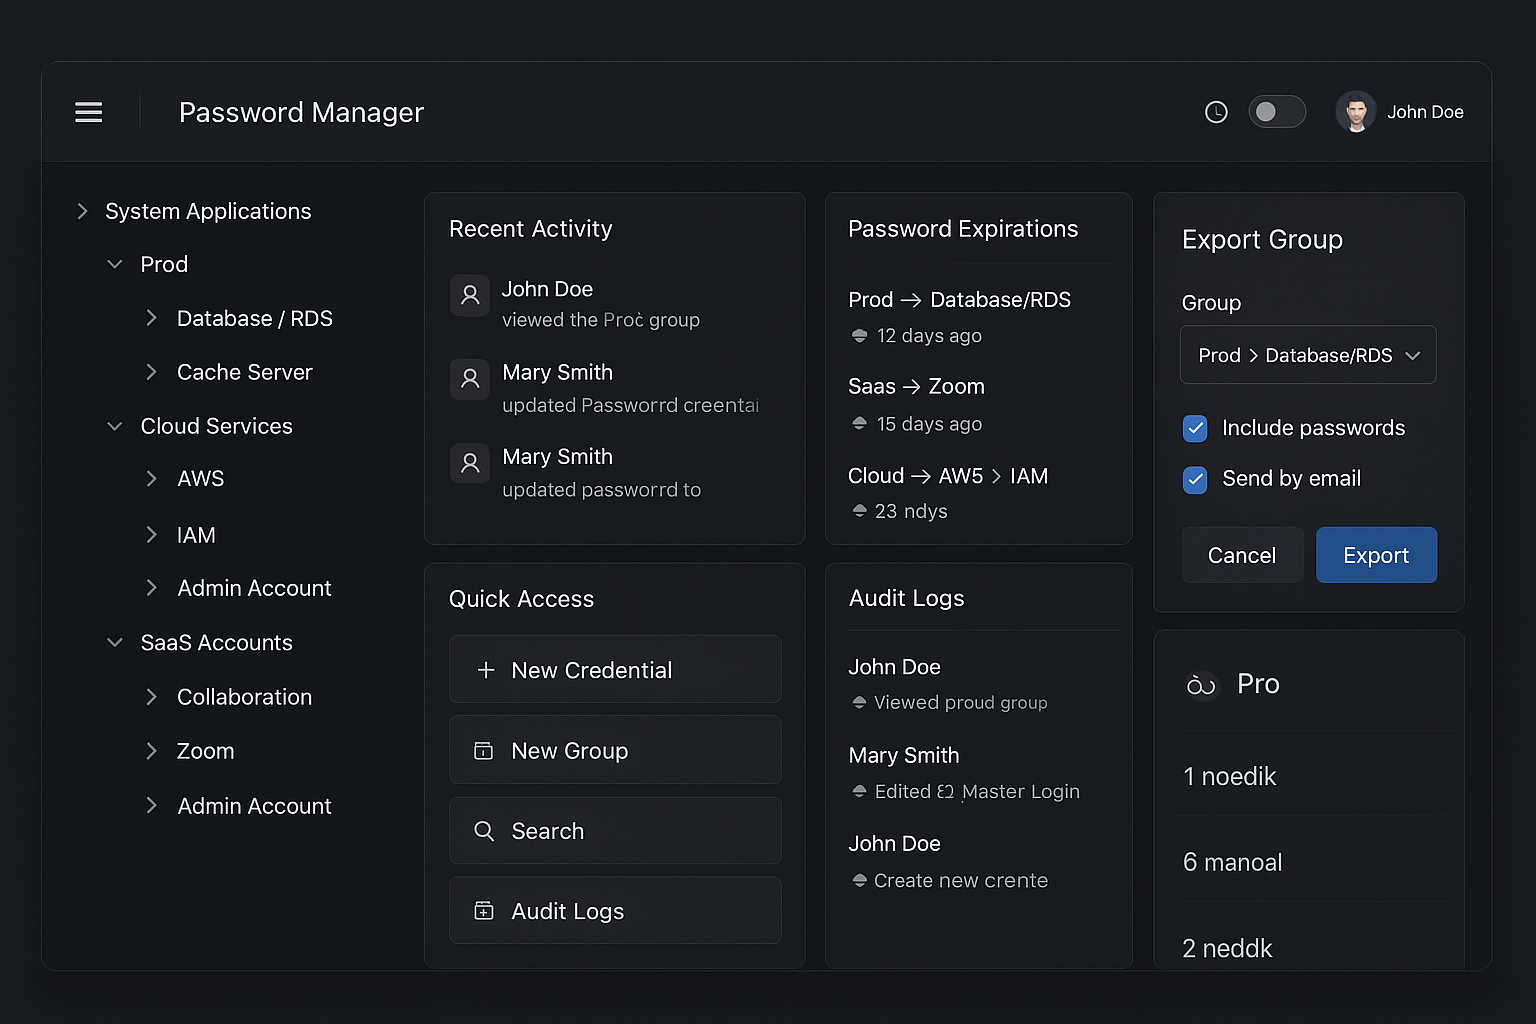 Password Manager
John Doe
System Applications
Prod
Database / RDS
Cache Server
Cloud Services
AWS
IAM
Admin Account
SaaS Accounts
Collaboration
Zoom
Admin Account
Recent Activity
John Doe
viewed the Proċ group
Mary Smith
updated Passworrd creentai
Mary Smith
updated passworrd to
Quick Access
New Credential
New Group
Search
Audit Logs
Password Expirations
Prod → Database/RDS
12 days ago
Saas → Zoom
15 days ago
Cloud → AW5 > IAM
23 ndys
Audit Logs
John Doe
Viewed proud group
Mary Smith
Edited Master Login
John Doe
Create new crente
Export Group
Group
Prod > Database/RDS
Include passwords
Send by email
Cancel
Export
Pro
1 noedik
6 manoal
2 neddk